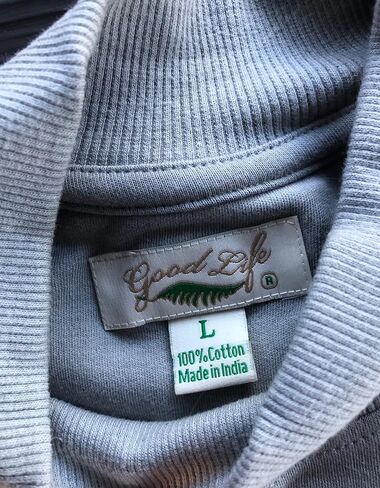 Good Life ®
L
100% Cotton
Made in India